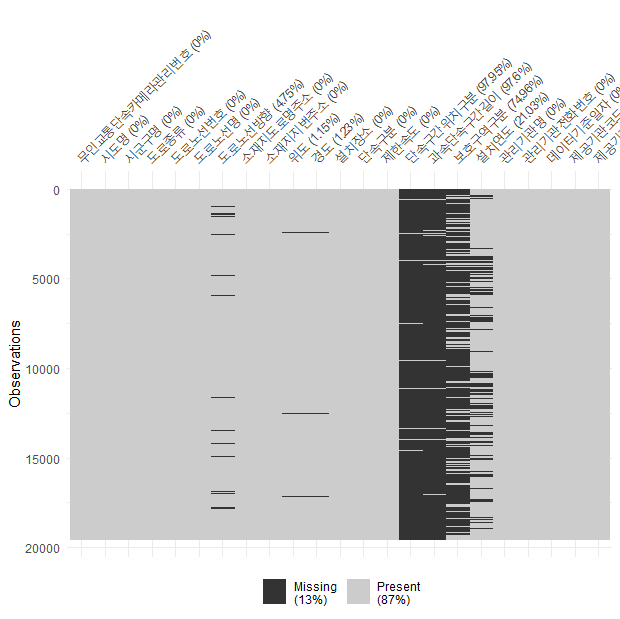 무인교통단속카메라관리번호 (0%)
시도명 (0%)
시군구명 (0%)
도로종류 (0%)
도로노선번호 (0%)
도로노선명 (0%)
도로노선방향 (4.75%)
소재지도로명주소 (0%)
소재지지번주소 (0%)
위도 (1.15%)
경도 (1.23%)
설치장소 (0%)
단속구분 (0%)
제한속도 (0%)
단속구간위치구분 (97.95%)
과속단속구간길이 (97.6%)
보호구역구분 (74.96%)
설치연도 (21.03%)
관리기관명 (0%)
관리기관전화번호 (0%)
데이터기준일자 (0%)
제공기관코드
제공기
0
5000
10000
15000
20000
Observations
Missing
(13%)
Present
(87%)